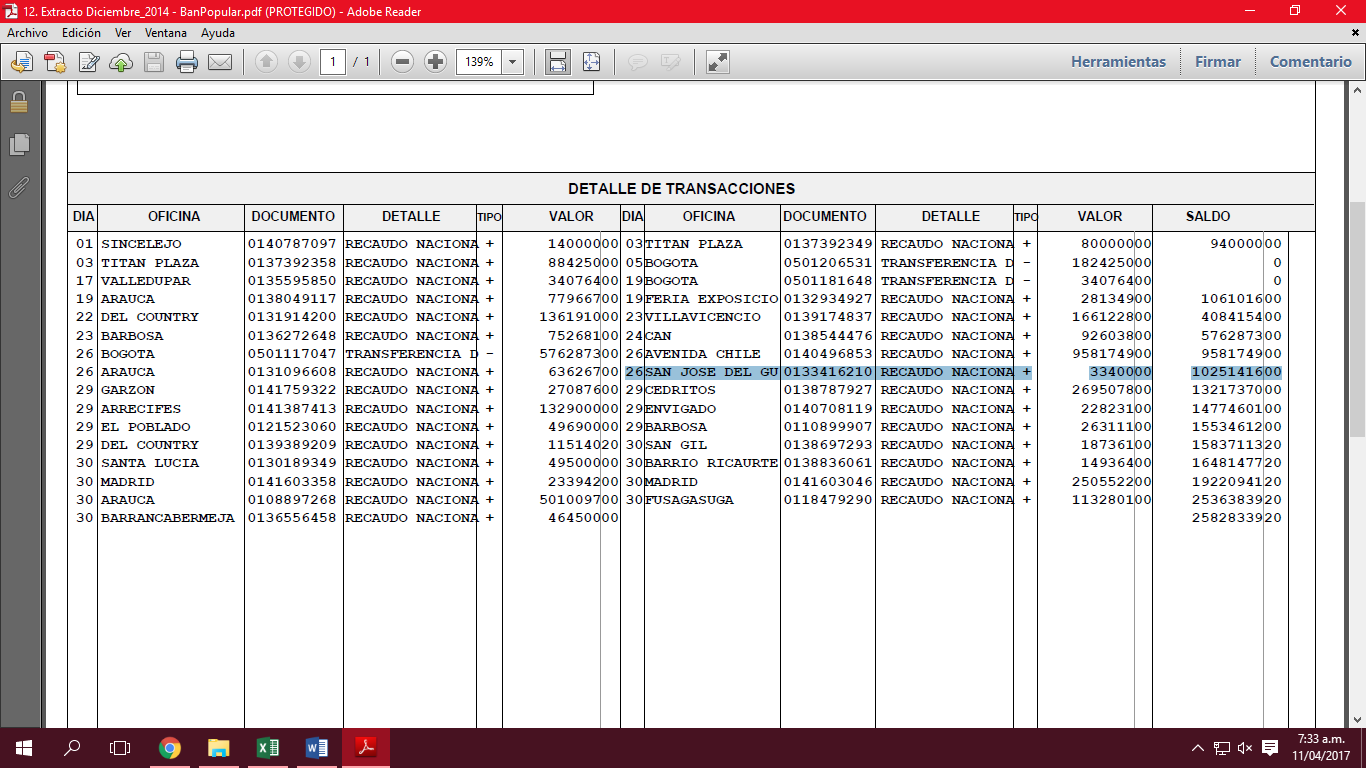 12. Extracto Diciembre_2014 - BanPopular.pdf (PROTEGIDO) - Adobe Reader
Archivo Edición Ver Ventana Ayuda
1 / 1 139% Herramientas Firmar Comentario
DETALLE DE TRANSACCIONES
DIA OFICINA DOCUMENTO DETALLE TIPO VALOR DIA OFICINA DOCUMENTO DETALLE TIPO VALOR SALDO
01 SINCELEJO 0140787097 RECAUDO NACIONA + 14000000 03 TITAN PLAZA 0137392349 RECAUDO NACIONA + 80000000 94000000
03 TITAN PLAZA 0137392358 RECAUDO NACIONA + 88425000 05 BOGOTA 0501206531 TRANSFERENCIA D - 182425000 0
17 VALLEDUPAR 0135595850 RECAUDO NACIONA + 34076400 19 BOGOTA 0501181648 TRANSFERENCIA D - 34076400 0
19 ARAUCA 0138049117 RECAUDO NACIONA + 77966700 19 FERIA EXPOSICIO 0132934927 RECAUDO NACIONA + 28134900 106101600
22 DEL COUNTRY 0131914200 RECAUDO NACIONA + 136191000 23 VILLAVICENCIO 0139174837 RECAUDO NACIONA + 166122800 408415400
23 BARBOSA 0136272648 RECAUDO NACIONA + 75268100 24 CAN 0138544476 RECAUDO NACIONA + 92603800 576287300
26 BOGOTA 0501117047 TRANSFERENCIA D - 576287300 26 AVENIDA CHILE 0140496853 RECAUDO NACIONA + 958174900 958174900
26 ARAUCA 0131096608 RECAUDO NACIONA + 63626700 26 SAN JOSE DEL GU 0133416210 RECAUDO NACIONA + 3340000 1025141600
29 GARZON 0141759322 RECAUDO NACIONA + 27087600 29 CEDRITOS 0138787927 RECAUDO NACIONA + 269507800 1321737000
29 ARRECIFES 0141387413 RECAUDO NACIONA + 132900000 29 ENVIGADO 0140708119 RECAUDO NACIONA + 22823100 1477460100
29 EL POBLADO 0121523060 RECAUDO NACIONA + 49690000 29 BARBOSA 0110899907 RECAUDO NACIONA + 26311100 1553461200
29 DEL COUNTRY 0139389209 RECAUDO NACIONA + 11514020 30 SAN GIL 0138697293 RECAUDO NACIONA + 18736100 1583711320
30 SANTA LUCIA 0130189349 RECAUDO NACIONA + 49500000 30 BARRIO RICAURTE 0138836061 RECAUDO NACIONA + 14936400 1648147720
30 MADRID 0141603358 RECAUDO NACIONA + 23394200 30 MADRID 0141603046 RECAUDO NACIONA + 250552200 1922094120
30 ARAUCA 0108897268 RECAUDO NACIONA + 501009700 30 FUSAGASUGA 0118479290 RECAUDO NACIONA + 113280100 2536383920
30 BARRANCABERMEJA 0136556458 RECAUDO NACIONA + 46450000 2582833920
7:33 a.m.
11/04/2017